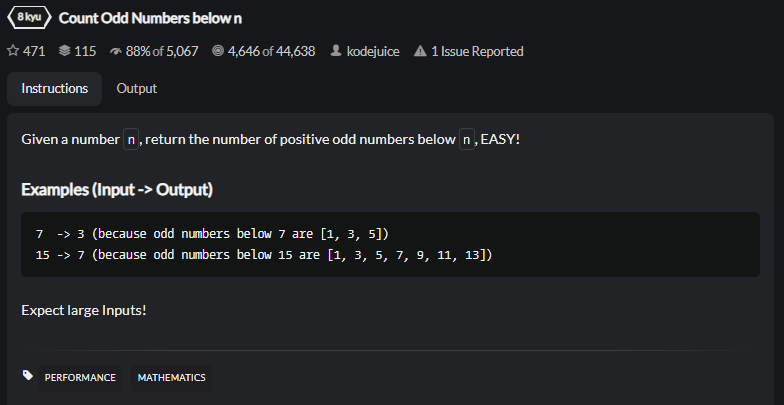 8 kyu Count Odd Numbers below n
471 115 88% of 5,067 4,646 of 44,638 kodejuice 1 Issue Reported
Instructions Output
Given a number n, return the number of positive odd numbers below n, EASY!
Examples (Input -> Output)
7 -> 3 (because odd numbers below 7 are [1, 3, 5])
15 -> 7 (because odd numbers below 15 are [1, 3, 5, 7, 9, 11, 13])
Expect large Inputs!
PERFORMANCE MATHEMATICS